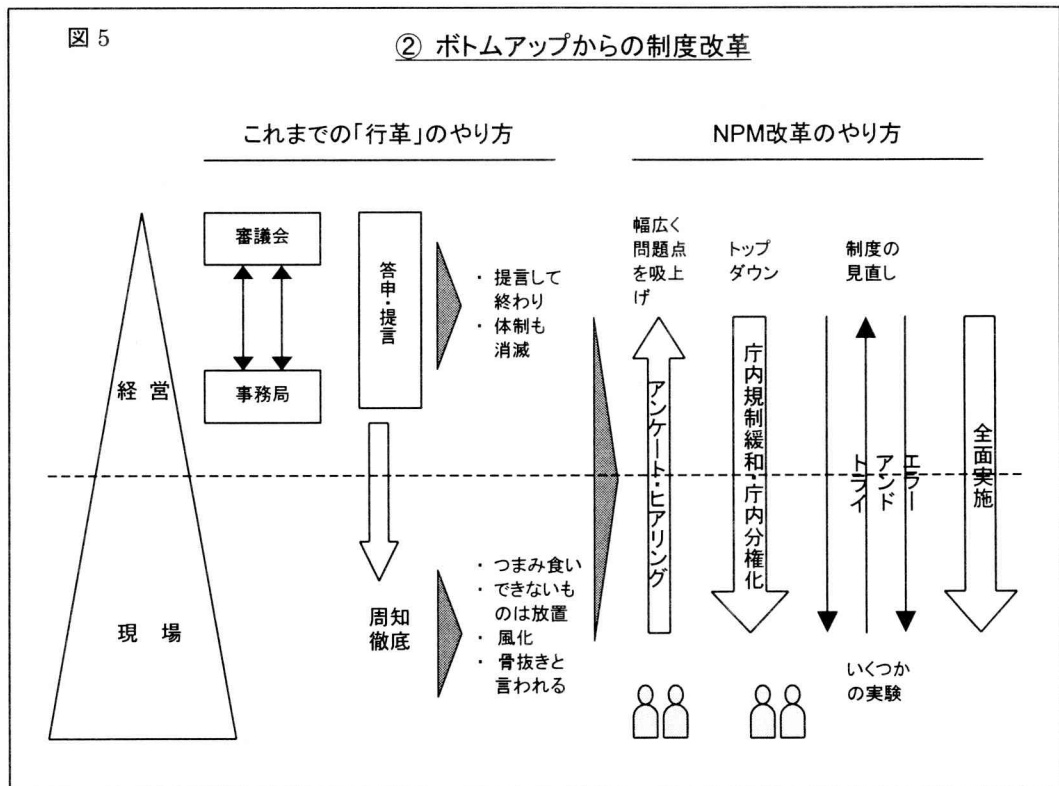 図5
② ボトムアップからの制度改革
これまでの「行革」のやり方
経 営
現 場
審議会
事務局
答申・提言
・ 提言して
終わり
・ 体制も
消滅
周知
徹底
・ つまみ食い
・ できないも
のは放置
・ 風化
・ 骨抜きと
言われる
NPM改革のやり方
幅広く
問題点
を吸上
げ
アンケート・ヒアリング
トップ
ダウン
庁内規制緩和・庁内分権化
制度の
見直し
トライ
アンド
エラー
いくつか
の実験
全面実施